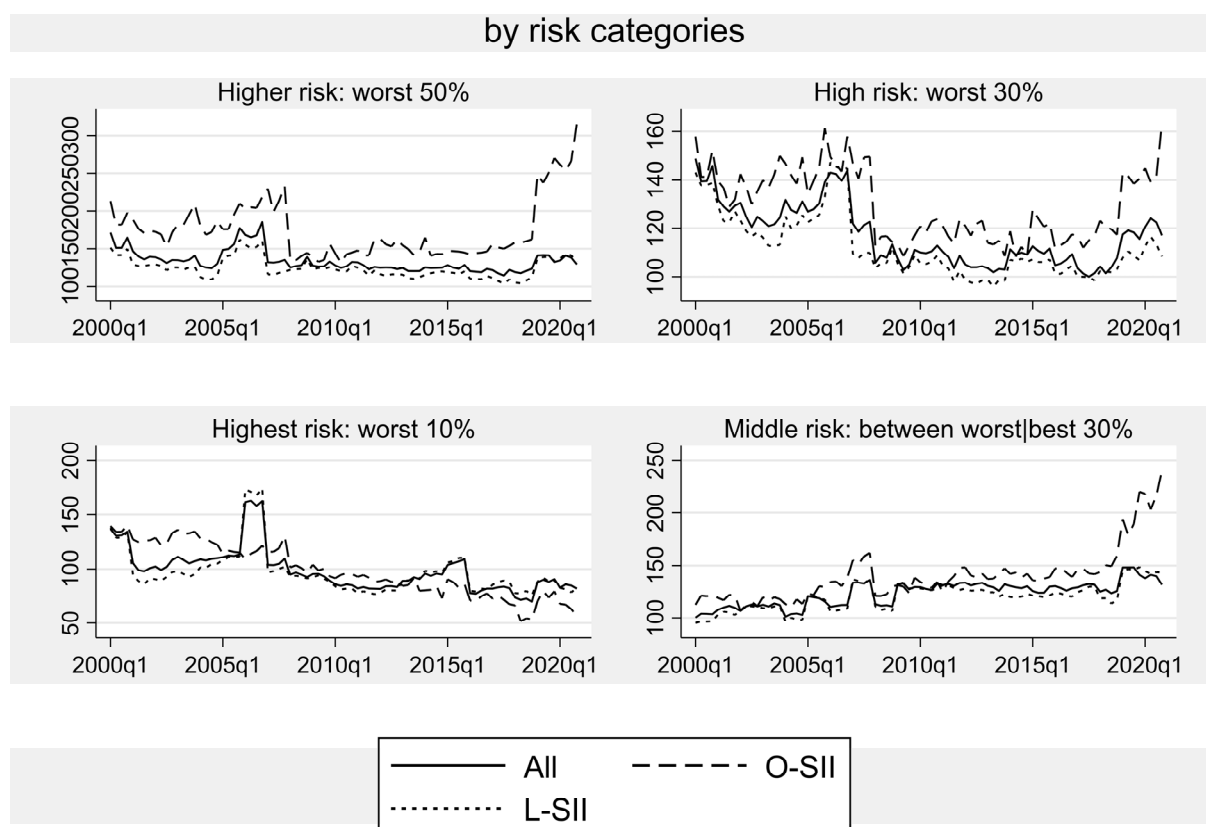 by risk categories
Higher risk: worst 50%
100150200250300
2000q1 2005q1 2010q1 2015q1 2020q1
High risk: worst 30%
160
140
120
100
2000q1 2005q1 2010q1 2015q1 2020q1
Highest risk: worst 10%
200
150
100
50
2000q1 2005q1 2010q1 2015q1 2020q1
Middle risk: between worst|best 30%
250
200
150
100
2000q1 2005q1 2010q1 2015q1 2020q1
All O-SII
L-SII